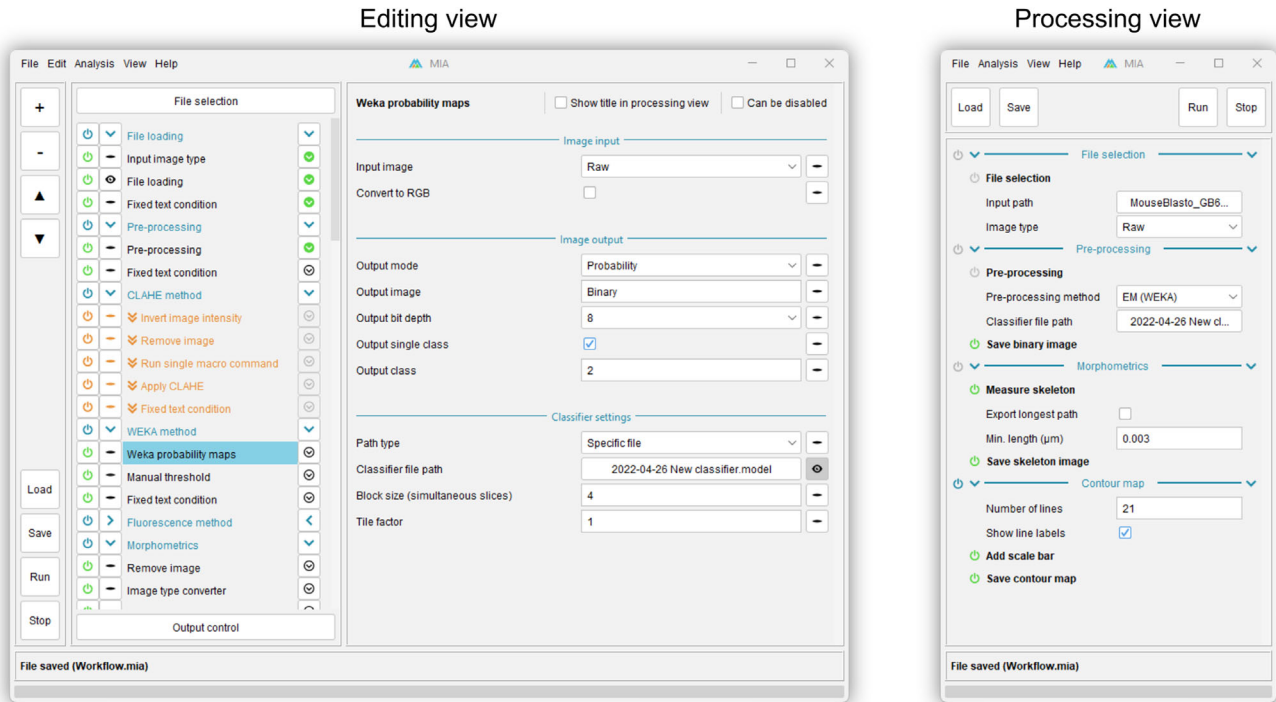 Editing view
Processing view
File Edit Analysis View Help
MIA
+
-
Load
Save
Run
Stop
File selection
File loading
Input image type
File loading
Fixed text condition
Pre-processing
Pre-processing
Fixed text condition
CLAHE method
Invert image intensity
Remove image
Run single macro command
Apply CLAHE
Fixed text condition
WEKA method
Weka probability maps
Manual threshold
Fixed text condition
Fluorescence method
Morphometrics
Remove image
Image type converter
Output control
Weka probability maps
Show title in processing view
Can be disabled
Image input
Input image Raw
Convert to RGB
Image output
Output mode Probability
Output image Binary
Output bit depth 8
Output single class
Output class 2
Classifier settings
Path type Specific file
Classifier file path 2022-04-26 New classifier.model
Block size (simultaneous slices) 4
Tile factor 1
File saved (Workflow.mia)
File Analysis View Help
MIA
Load Save Run Stop
File selection
File selection
Input path MouseBlasto_GB6...
Image type Raw
Pre-processing
Pre-processing
Pre-processing method EM (WEKA)
Classifier file path 2022-04-26 New cl...
Save binary image
Morphometrics
Measure skeleton
Export longest path
Min. length (μm) 0.003
Save skeleton image
Contour map
Number of lines 21
Show line labels
Add scale bar
Save contour map
File saved (Workflow.mia)